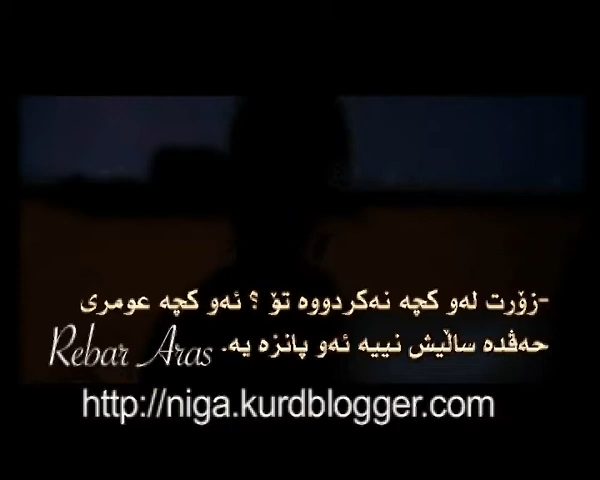 -زۆرت لەو کچە نەکردووە تۆ ؟ ئەو کچە عومری
حەڤدە ساڵیش نییە ئەو پانزە یە.
Rebar Aras
http://niga.kurdblogger.com